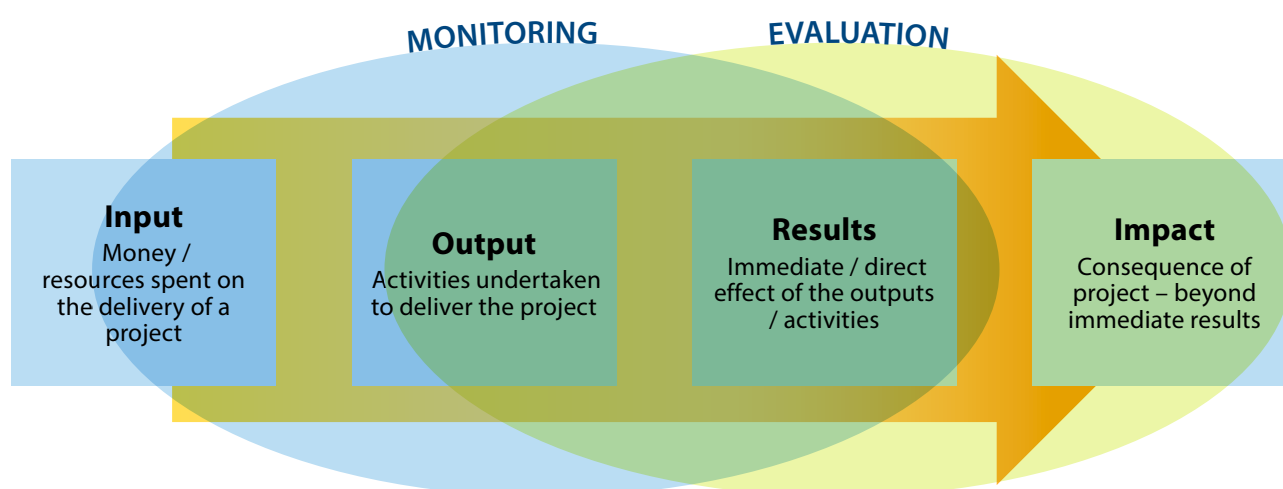 MONITORING
EVALUATION
Input
Money /
resources spent on
the delivery of a
project
Output
Activities undertaken
to deliver the project
Results
Immediate / direct
effect of the outputs
/ activities
Impact
Consequence of
project – beyond
immediate results